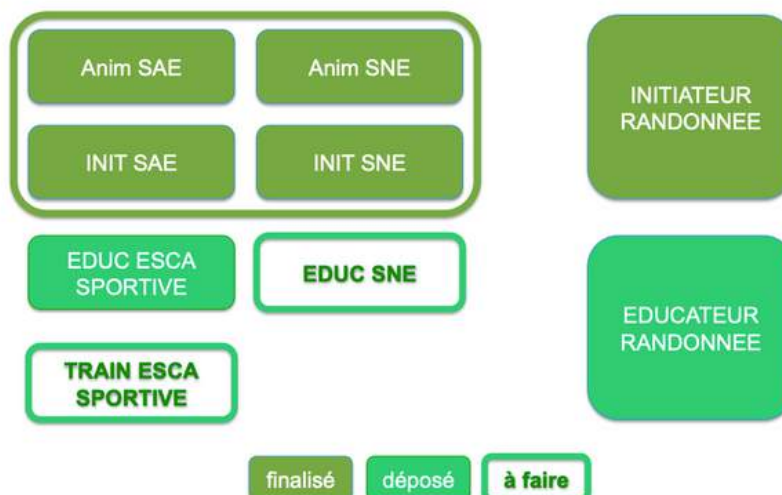 Anim SAE
Anim SNE
INITIATEUR
RANDONNEE
INIT SAE
INIT SNE
EDUC ESCA
SPORTIVE
EDUC SNE
EDUCATEUR
RANDONNEE
TRAIN ESCA
SPORTIVE
finalisé
déposé
à faire